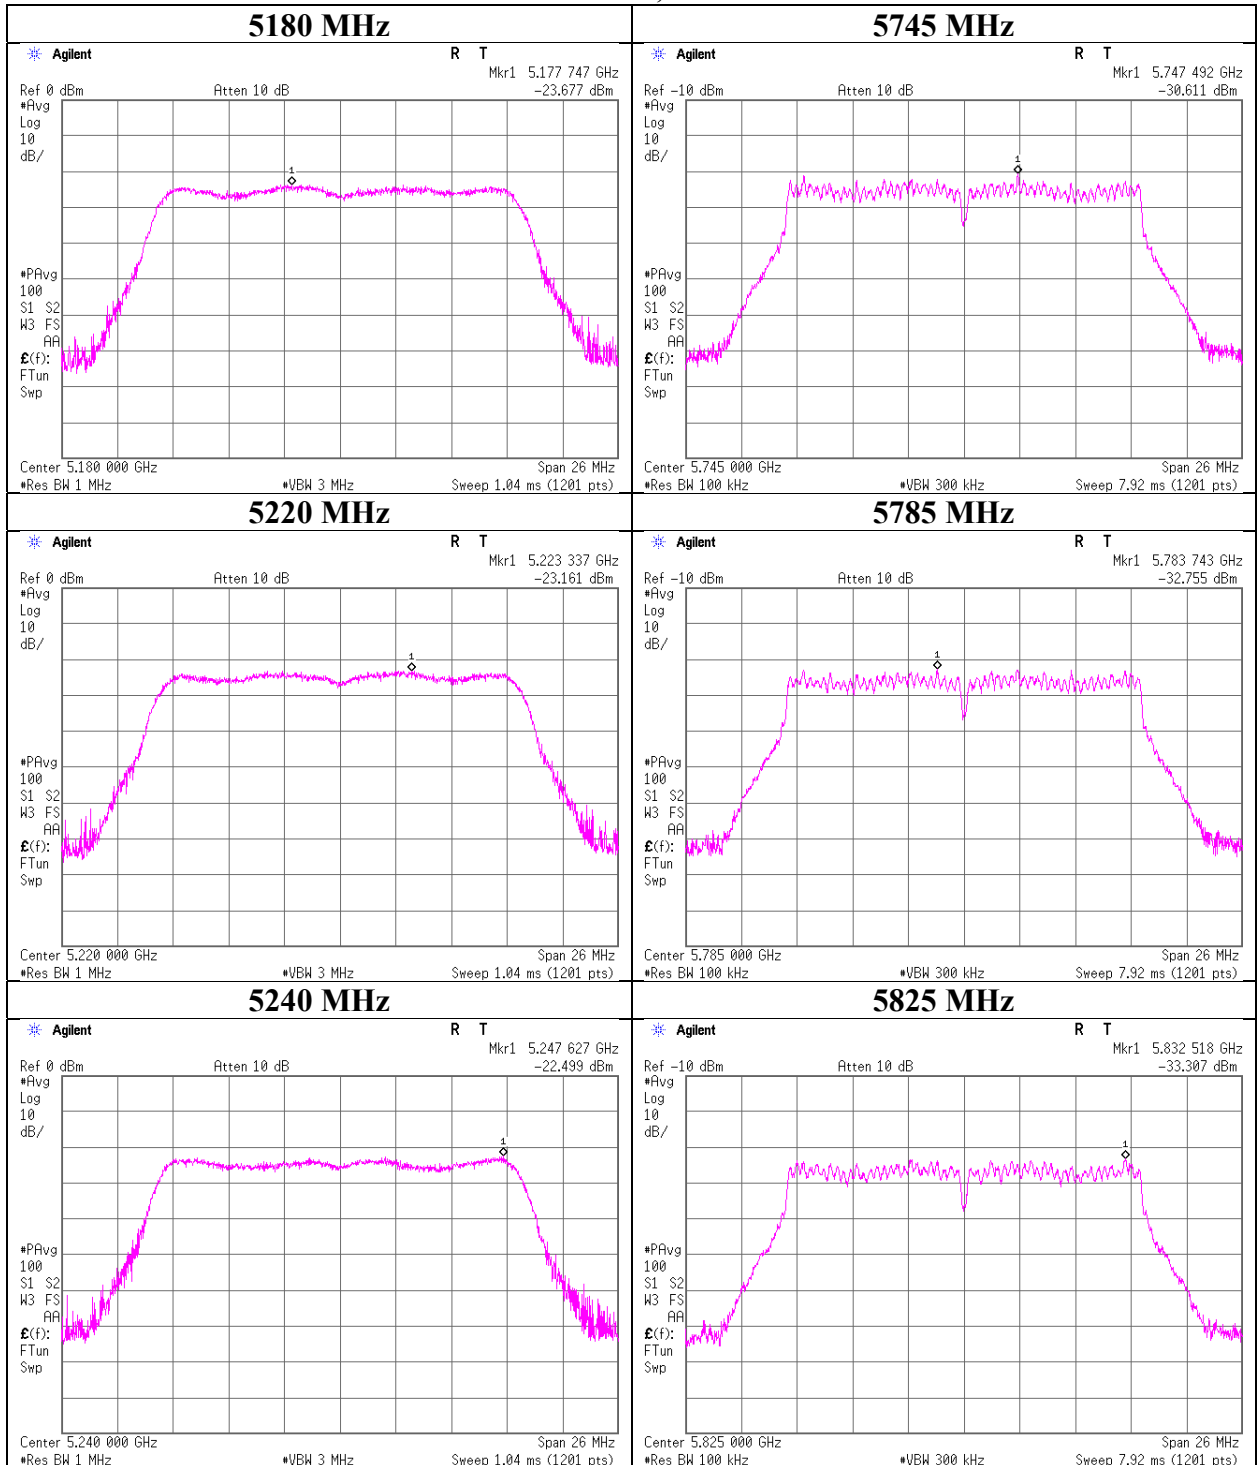 5180 MHz
Agilent R T
Mkr1 5.177 747 GHz
Ref 0 dBm Atten 10 dB -23.677 dBm
#Avg
Log
10
dB/
1
#PAvg
100
S1 S2
W3 FS
AA
£(f):
FTun
Swp
Center 5.180 000 GHz Span 26 MHz
#Res BW 1 MHz #VBW 3 MHz Sweep 1.04 ms (1201 pts)
5745 MHz
Agilent R T
Mkr1 5.747 492 GHz
Ref -10 dBm Atten 10 dB -30.611 dBm
#Avg
Log
10
dB/
1
#PAvg
100
S1 S2
W3 FS
AA
£(f):
FTun
Swp
Center 5.745 000 GHz Span 26 MHz
#Res BW 100 kHz #VBW 300 kHz Sweep 7.92 ms (1201 pts)
5220 MHz
Agilent R T
Mkr1 5.223 337 GHz
Ref 0 dBm Atten 10 dB -23.161 dBm
#Avg
Log
10
dB/
1
#PAvg
100
S1 S2
W3 FS
AA
£(f):
FTun
Swp
Center 5.220 000 GHz Span 26 MHz
#Res BW 1 MHz #VBW 3 MHz Sweep 1.04 ms (1201 pts)
5785 MHz
Agilent R T
Mkr1 5.783 743 GHz
Ref -10 dBm Atten 10 dB -32.755 dBm
#Avg
Log
10
dB/
1
#PAvg
100
S1 S2
W3 FS
AA
£(f):
FTun
Swp
Center 5.785 000 GHz Span 26 MHz
#Res BW 100 kHz #VBW 300 kHz Sweep 7.92 ms (1201 pts)
5240 MHz
Agilent R T
Mkr1 5.247 627 GHz
Ref 0 dBm Atten 10 dB -22.499 dBm
#Avg
Log
10
dB/
1
#PAvg
100
S1 S2
W3 FS
AA
£(f):
FTun
Swp
Center 5.240 000 GHz Span 26 MHz
#Res BW 1 MHz #VBW 3 MHz Sweep 1.04 ms (1201 pts)
5825 MHz
Agilent R T
Mkr1 5.832 518 GHz
Ref -10 dBm Atten 10 dB -33.307 dBm
#Avg
Log
10
dB/
1
#PAvg
100
S1 S2
W3 FS
AA
£(f):
FTun
Swp
Center 5.825 000 GHz Span 26 MHz
#Res BW 100 kHz #VBW 300 kHz Sweep 7.92 ms (1201 pts)